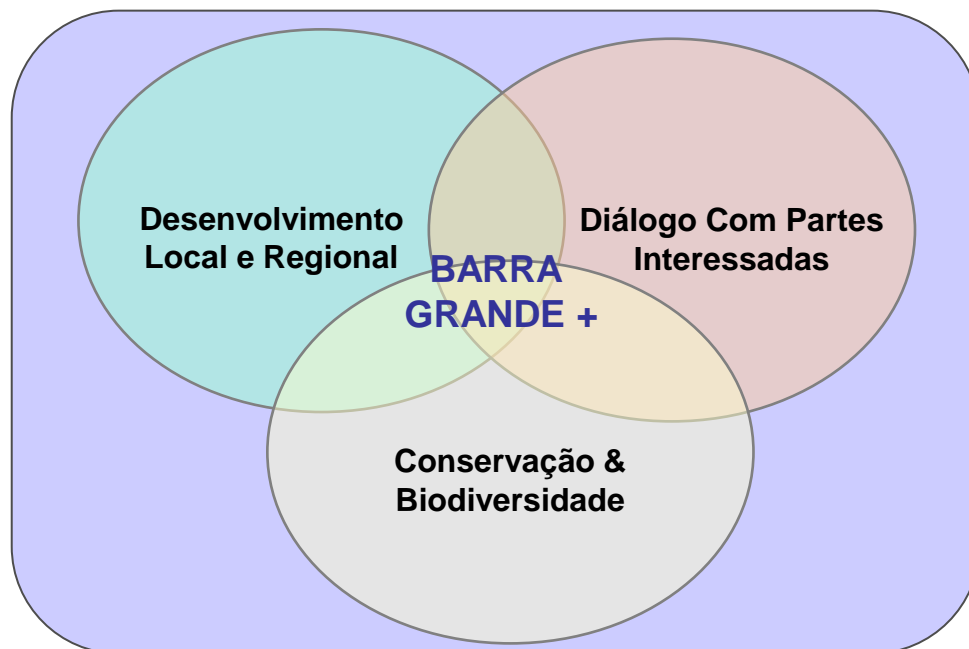 Desenvolvimento
Local e Regional
Diálogo Com Partes
Interessadas
BARRA
GRANDE +
Conservação &
Biodiversidade